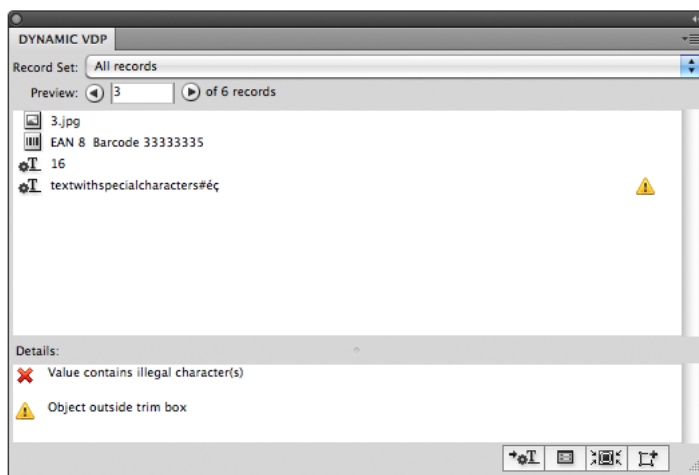 DYNAMIC VDP
Record Set: All records
Preview: 3 of 6 records
3.jpg
EAN 8 Barcode 33333335
16
textwithspecialcharacters#éç
Details:
Value contains illegal character(s)
Object outside trim box